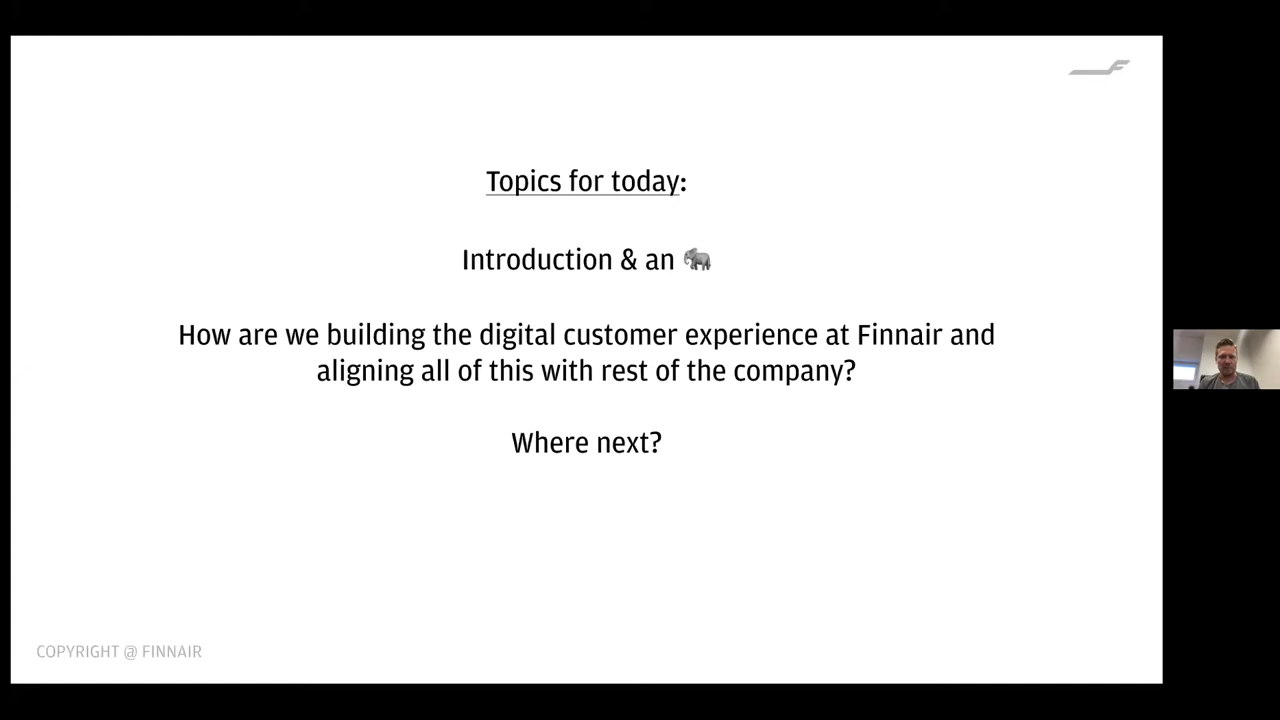 Topics for today:
Introduction & an 🐘
How are we building the digital customer experience at Finnair and
aligning all of this with rest of the company?
Where next?
COPYRIGHT @ FINNAIR